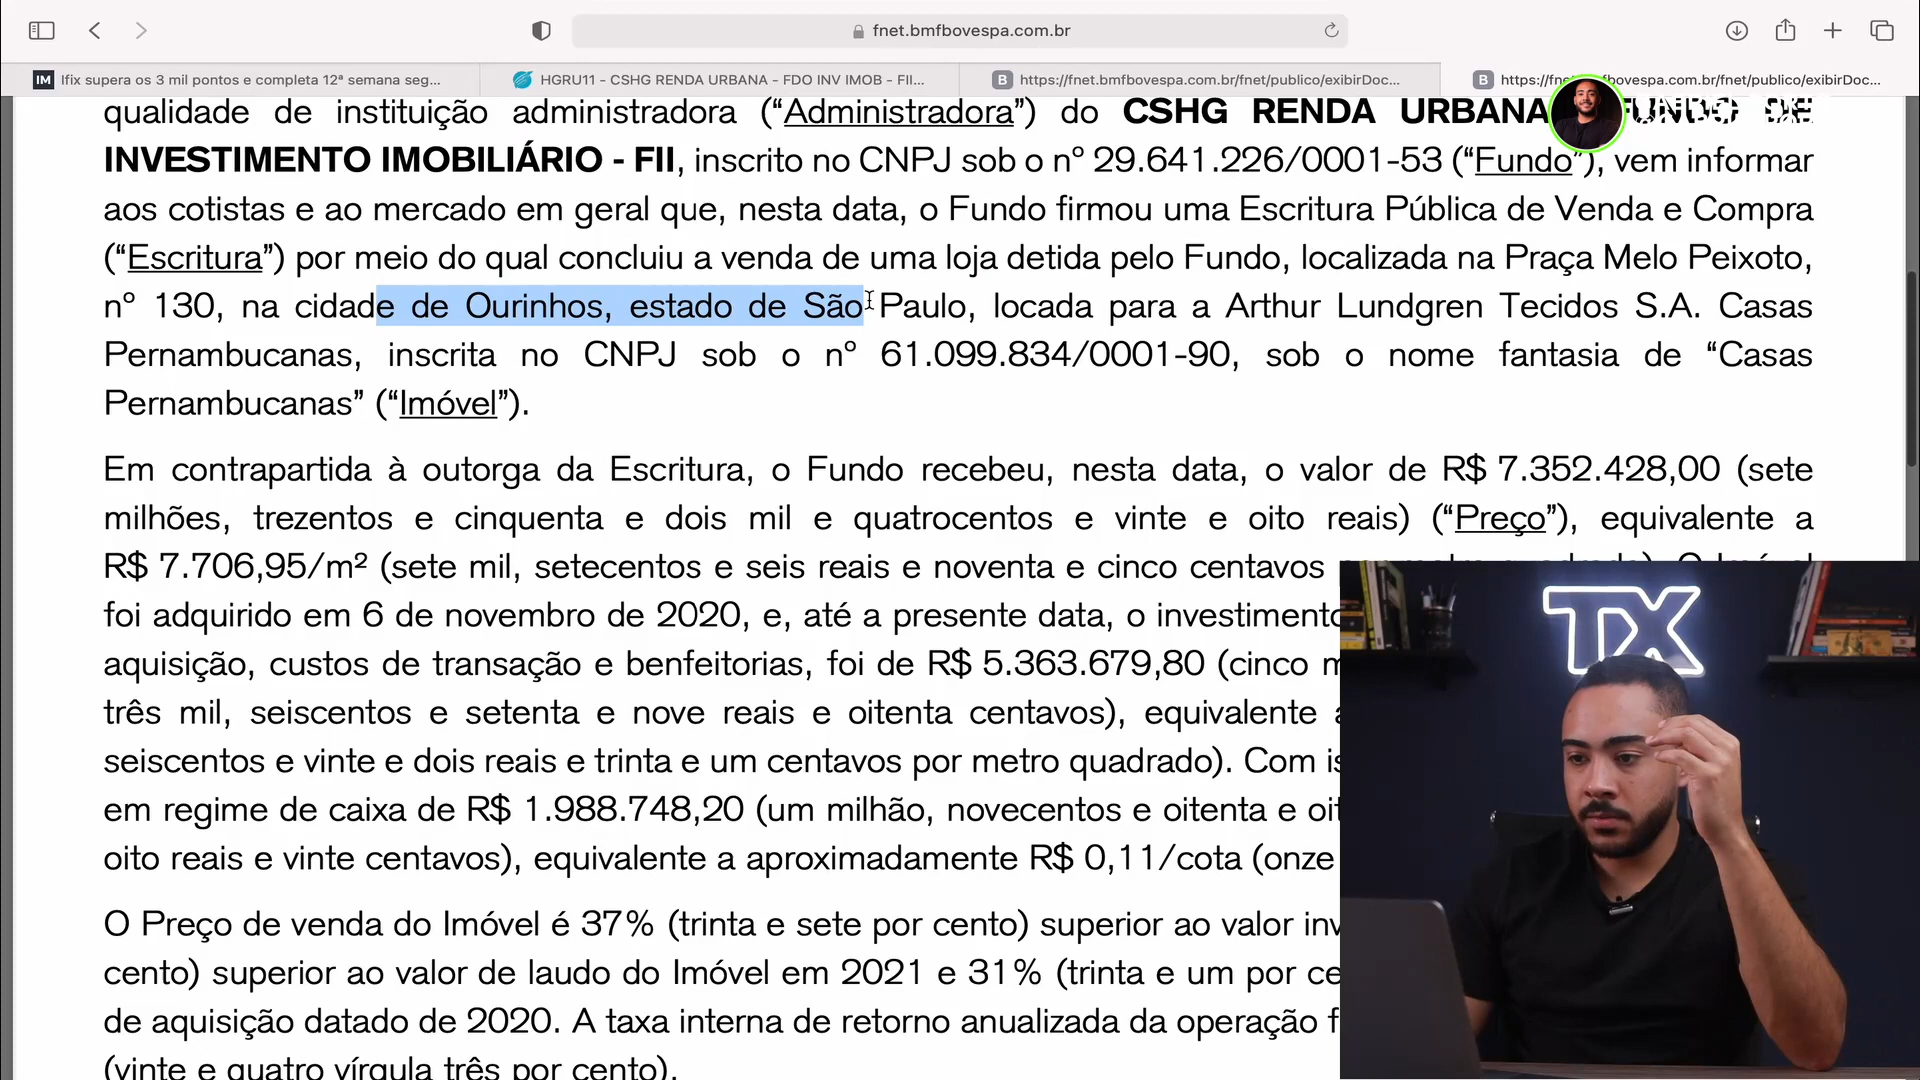 fnet.bmfbovespa.com.br
IM Ifix supera os 3 mil pontos e completa 12ª semana seg...
HGRU11 - CSHG RENDA URBANA - FDO INV IMOB - FII...
B https://fnet.bmfbovespa.com.br/fnet/publico/exibirDoc...
B https://fnet.bmfbovespa.com.br/fnet/publico/exibirDoc...
qualidade de instituição administradora (“Administradora”) do CSHG RENDA URBANA
INVESTIMENTO IMOBILIÁRIO - FII, inscrito no CNPJ sob o nº 29.641.226/0001-53 (“Fundo”), vem informar
aos cotistas e ao mercado em geral que, nesta data, o Fundo firmou uma Escritura Pública de Venda e Compra
(“Escritura”) por meio do qual concluiu a venda de uma loja detida pelo Fundo, localizada na Praça Melo Peixoto,
nº 130, na cidade de Ourinhos, estado de São Paulo, locada para a Arthur Lundgren Tecidos S.A. Casas
Pernambucanas, inscrita no CNPJ sob o nº 61.099.834/0001-90, sob o nome fantasia de “Casas
Pernambucanas” (“Imóvel”).
Em contrapartida à outorga da Escritura, o Fundo recebeu, nesta data, o valor de R$ 7.352.428,00 (sete
milhões, trezentos e cinquenta e dois mil e quatrocentos e vinte e oito reais) (“Preço”), equivalente a
R$ 7.706,95/m² (sete mil, setecentos e seis reais e noventa e cinco centavos
foi adquirido em 6 de novembro de 2020, e, até a presente data, o investimento
aquisição, custos de transação e benfeitorias, foi de R$ 5.363.679,80 (cinco
três mil, seiscentos e setenta e nove reais e oitenta centavos), equivalente
seiscentos e vinte e dois reais e trinta e um centavos por metro quadrado). Com
em regime de caixa de R$ 1.988.748,20 (um milhão, novecentos e oitenta e
oito reais e vinte centavos), equivalente a aproximadamente R$ 0,11/cota (onze
O Preço de venda do Imóvel é 37% (trinta e sete por cento) superior ao valor
cento) superior ao valor de laudo do Imóvel em 2021 e 31% (trinta e um por
de aquisição datado de 2020. A taxa interna de retorno anualizada da operação
(vinte e quatro vírgula três por cento).
TX